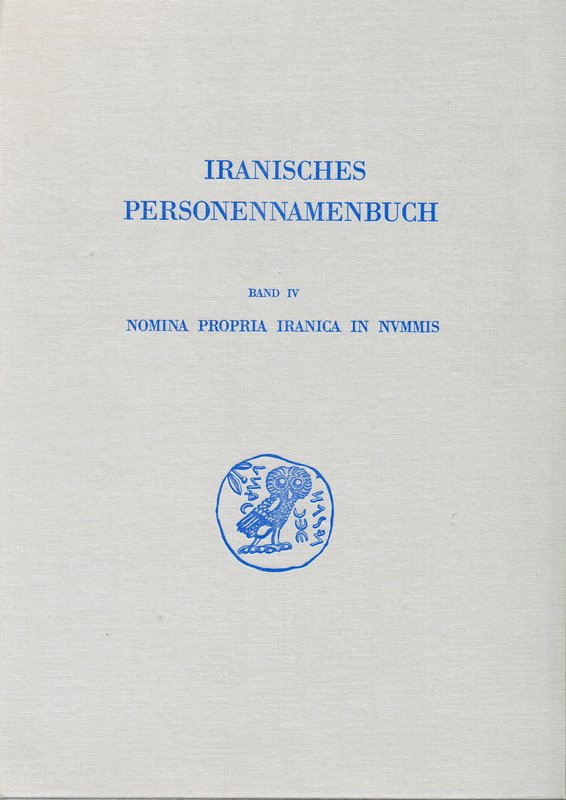 IRANISCHES
PERSONENNAMENBUCH
BAND IV
NOMINA PROPRIA IRANICA IN NVMMIS